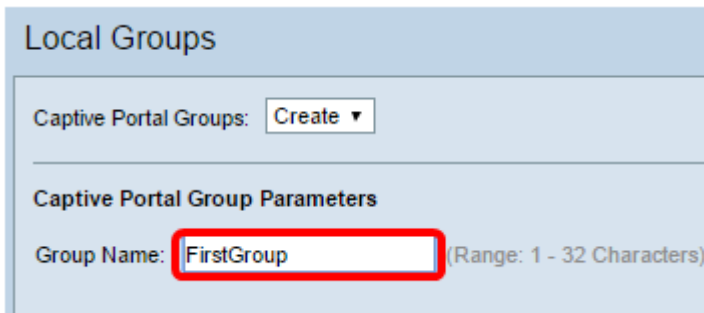 Local Groups
Captive Portal Groups: Create
Captive Portal Group Parameters
Group Name: FirstGroup (Range: 1 - 32 Characters)